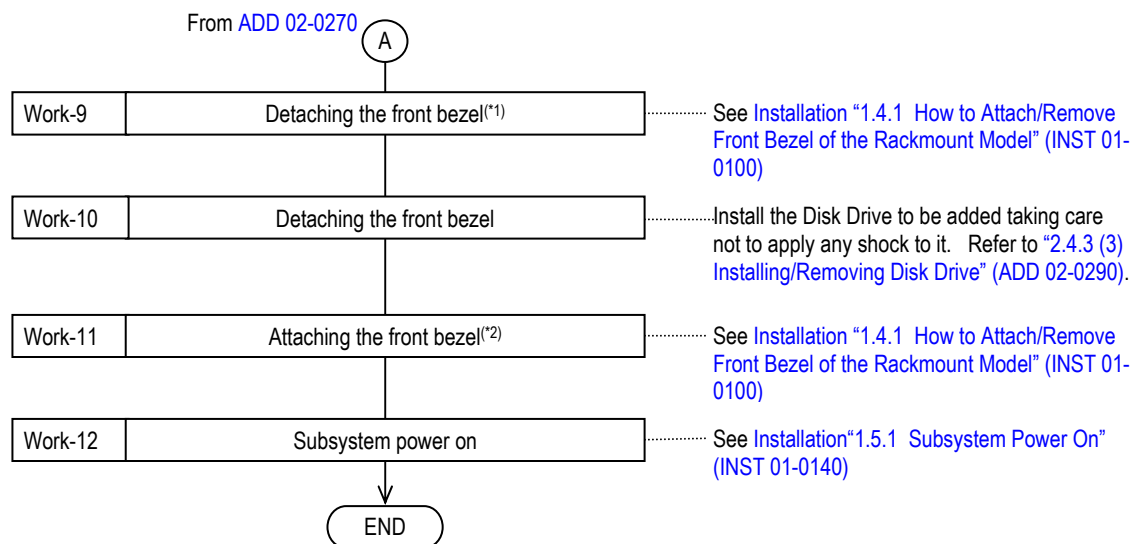 From ADD 02-0270
A
Work-9 Detaching the front bezel(*1)
See Installation “1.4.1 How to Attach/Remove
Front Bezel of the Rackmount Model” (INST 01-
0100)
Work-10 Detaching the front bezel
Install the Disk Drive to be added taking care
not to apply any shock to it. Refer to “2.4.3 (3)
Installing/Removing Disk Drive” (ADD 02-0290).
Work-11 Attaching the front bezel(*2)
See Installation “1.4.1 How to Attach/Remove
Front Bezel of the Rackmount Model” (INST 01-
0100)
Work-12 Subsystem power on
See Installation“1.5.1 Subsystem Power On”
(INST 01-0140)
END